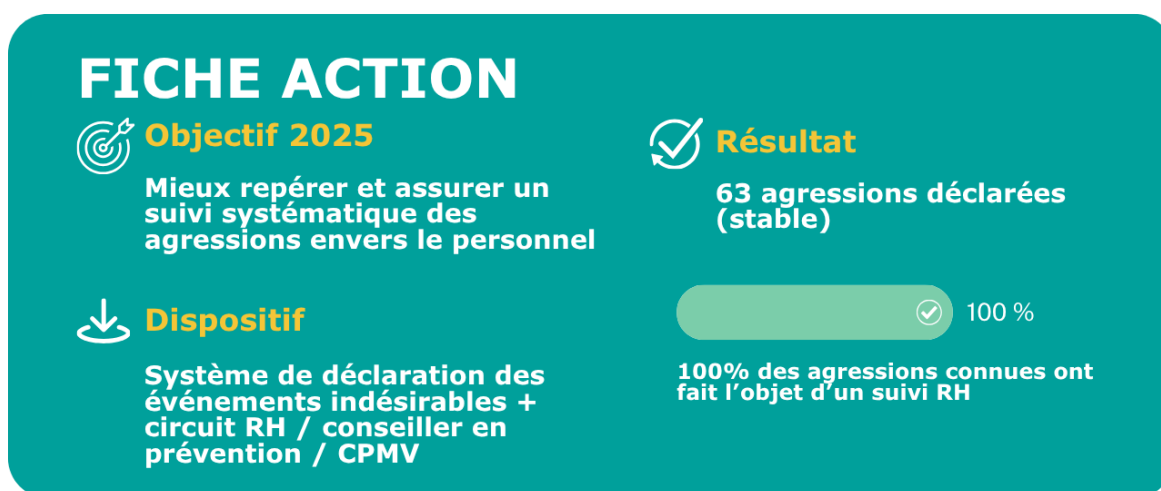 FICHE ACTION
Objectif 2025
Mieux repérer et assurer un
suivi systématique des
agressions envers le personnel
Dispositif
Système de déclaration des
événements indésirables +
circuit RH / conseiller en
prévention / CPMV
Résultat
63 agressions déclarées
(stable)
100 %
100% des agressions connues ont
fait l’objet d’un suivi RH